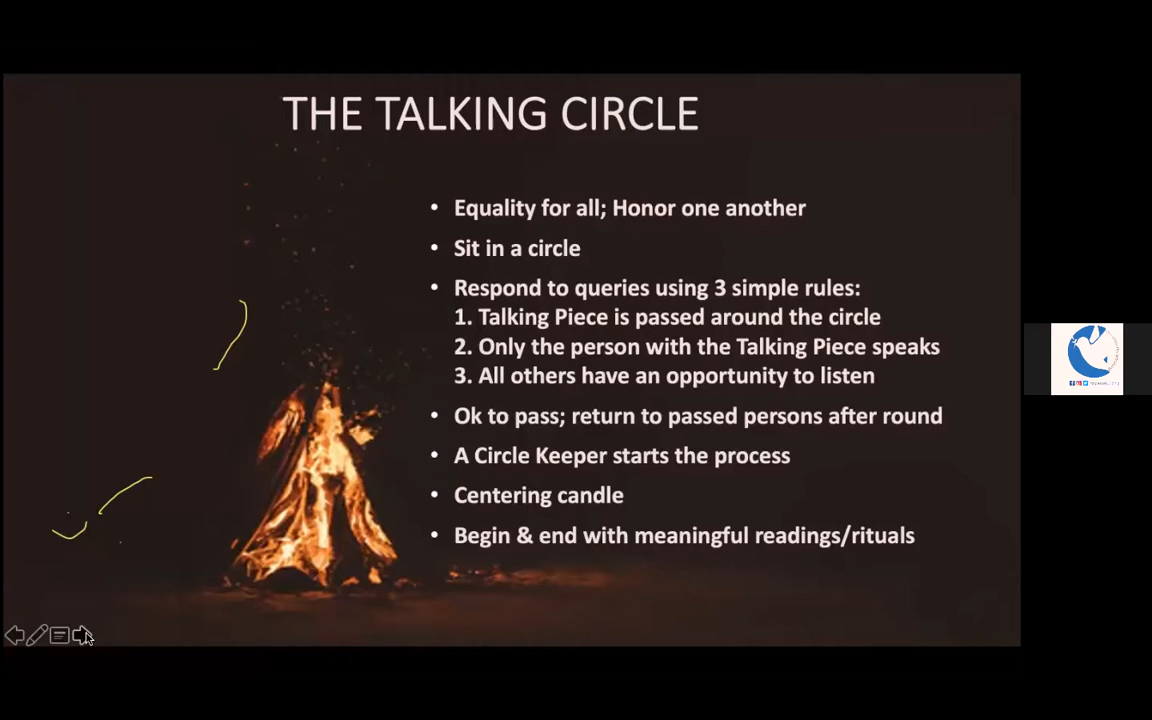 THE TALKING CIRCLE
• Equality for all; Honor one another
• Sit in a circle
• Respond to queries using 3 simple rules:
1. Talking Piece is passed around the circle
2. Only the person with the Talking Piece speaks
3. All others have an opportunity to listen
• Ok to pass; return to passed persons after round
• A Circle Keeper starts the process
• Centering candle
• Begin & end with meaningful readings/rituals